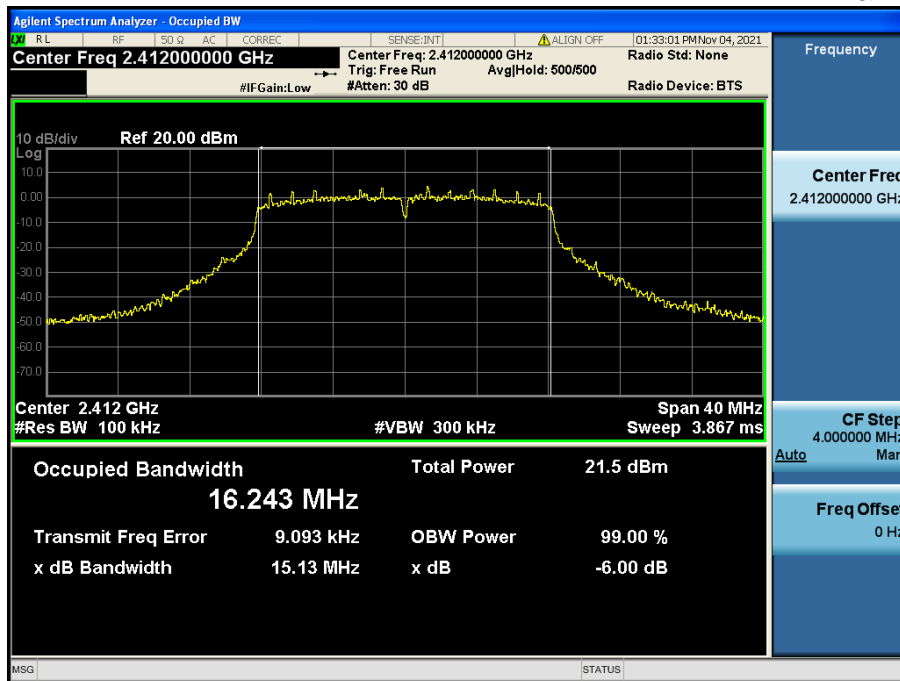 Agilent Spectrum Analyzer - Occupied BW
LXI RL RF 50 Ω AC CORREC SENSE:INT ALIGN OFF 01:33:01 PM Nov 04, 2021
Center Freq 2.412000000 GHz
Center Freq: 2.412000000 GHz
Radio Std: None
Trig: Free Run Avg|Hold: 500/500
#IFGain:Low #Atten: 30 dB Radio Device: BTS
10 dB/div Ref 20.00 dBm
Log
10.0
0.00
-10.0
-20.0
-30.0
-40.0
-50.0
-60.0
-70.0
Center 2.412 GHz Span 40 MHz
#Res BW 100 kHz #VBW 300 kHz Sweep 3.867 ms
Occupied Bandwidth Total Power 21.5 dBm
16.243 MHz
Transmit Freq Error 9.093 kHz OBW Power 99.00 %
x dB Bandwidth 15.13 MHz x dB -6.00 dB
MSG STATUS
Frequency
Center Freq
2.412000000 GHz
CF Step
4.000000 MHz
Auto Man
Freq Offset
0 Hz